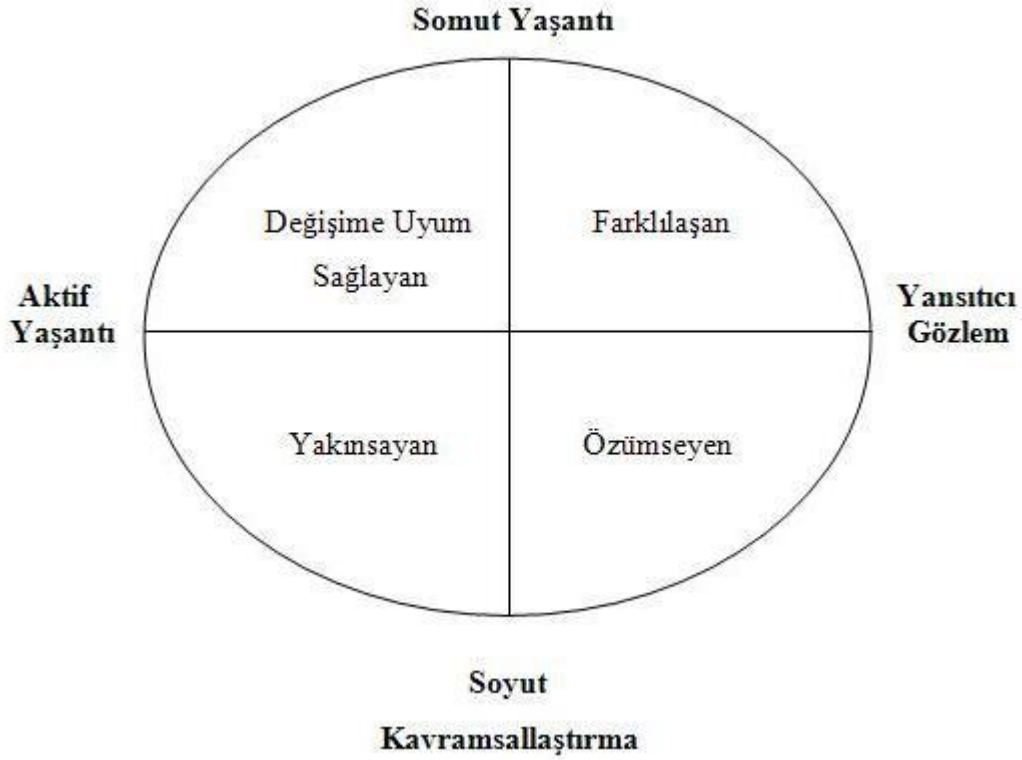 Somut Yaşantı
Değişime Uyum
Sağlayan
Farklılaşan
Aktif
Yaşantı
Yansıtıcı
Gözlem
Yakınsayan
Özümseyen
Soyut
Kavramsallaştırma